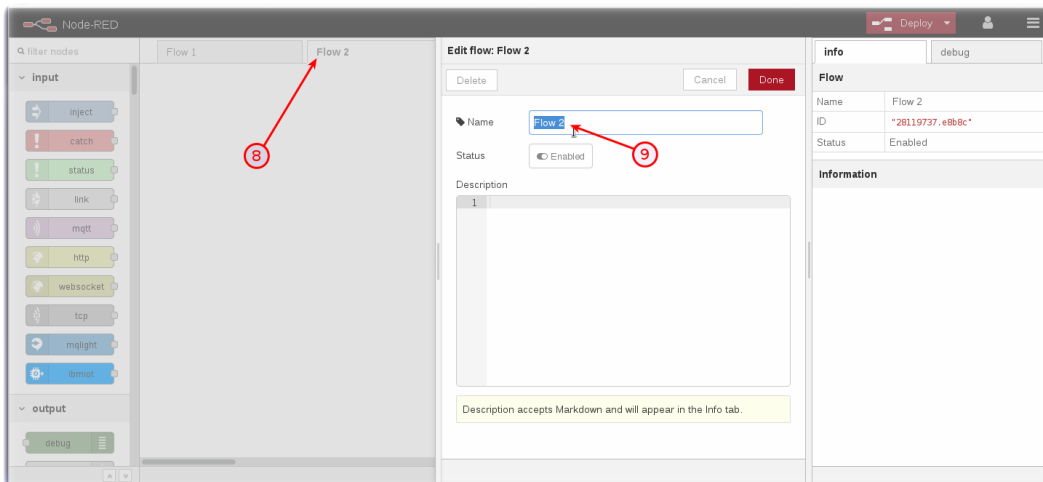 Node-RED
Deploy
filter nodes
Flow 1
Flow 2
Edit flow: Flow 2
info
debug
input
Delete
Cancel
Done
Flow
inject
Name
Flow 2
Name
Flow 2
ID
"28119737.e8b8c"
catch
Status
Enabled
Status
Enabled
8
9
status
Information
Description
link
1
mqtt
http
websocket
tcp
mqlight
ibmiot
output
Description accepts Markdown and will appear in the Info tab.
debug